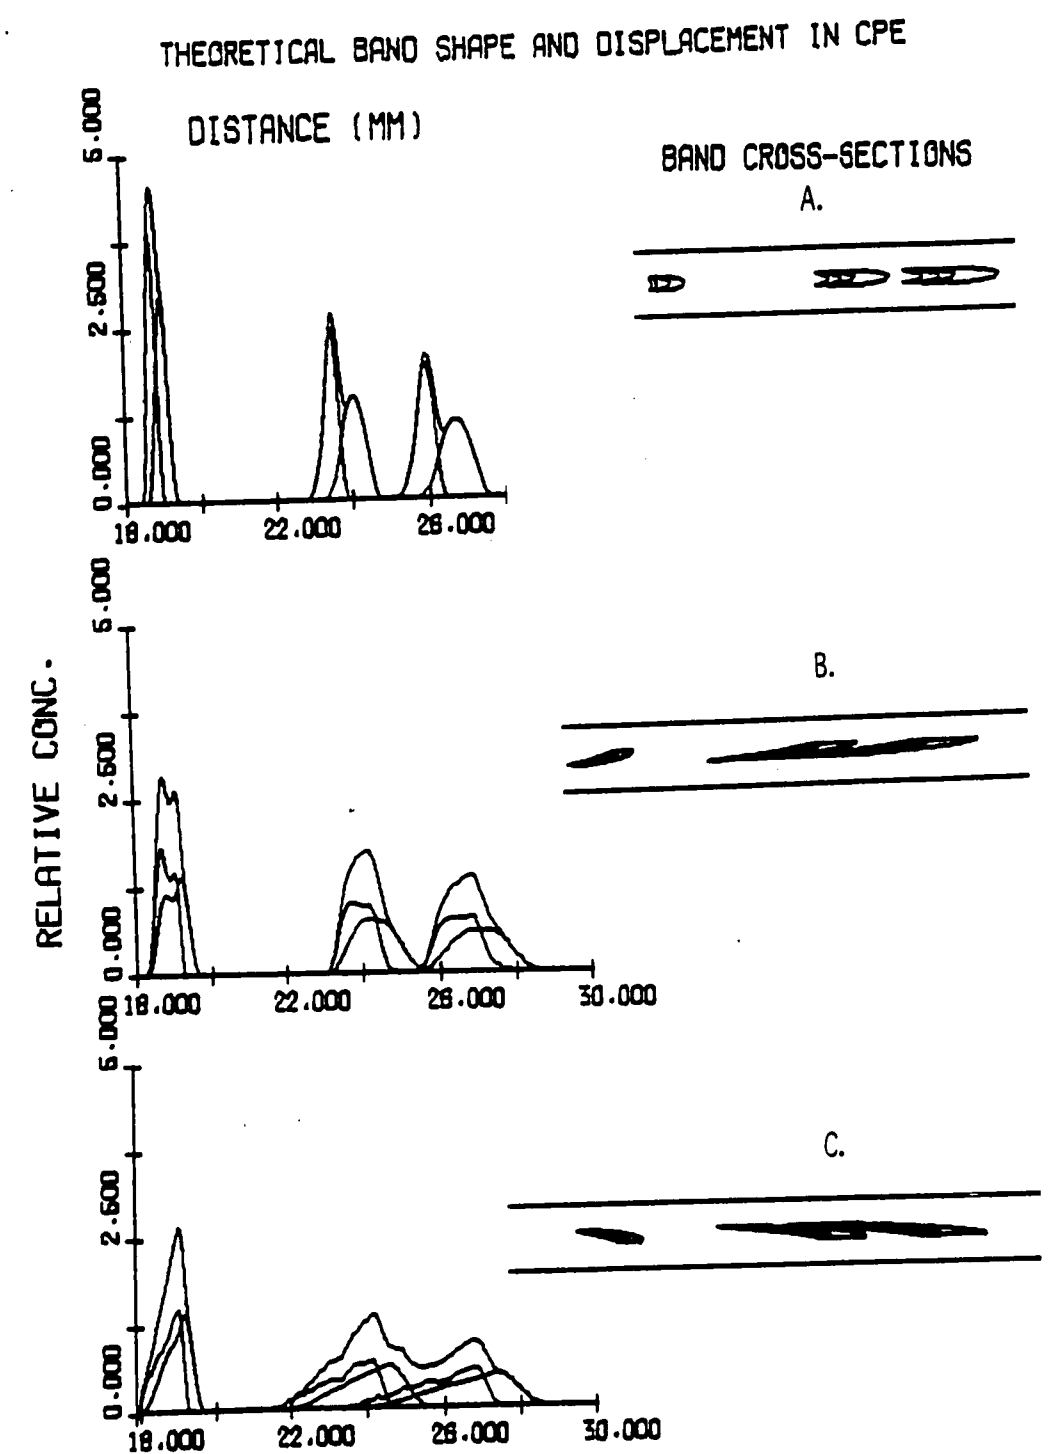 THEORETICAL BAND SHAPE AND DISPLACEMENT IN CPE
DISTANCE (MM)
BAND CROSS-SECTIONS
A.
5.000
2.500
0.000
18.000 22.000 26.000
RELATIVE CONC.
B.
5.000
2.500
0.000
18.000 22.000 26.000 30.000
C.
5.000
2.500
0.000
18.000 22.000 26.000 30.000